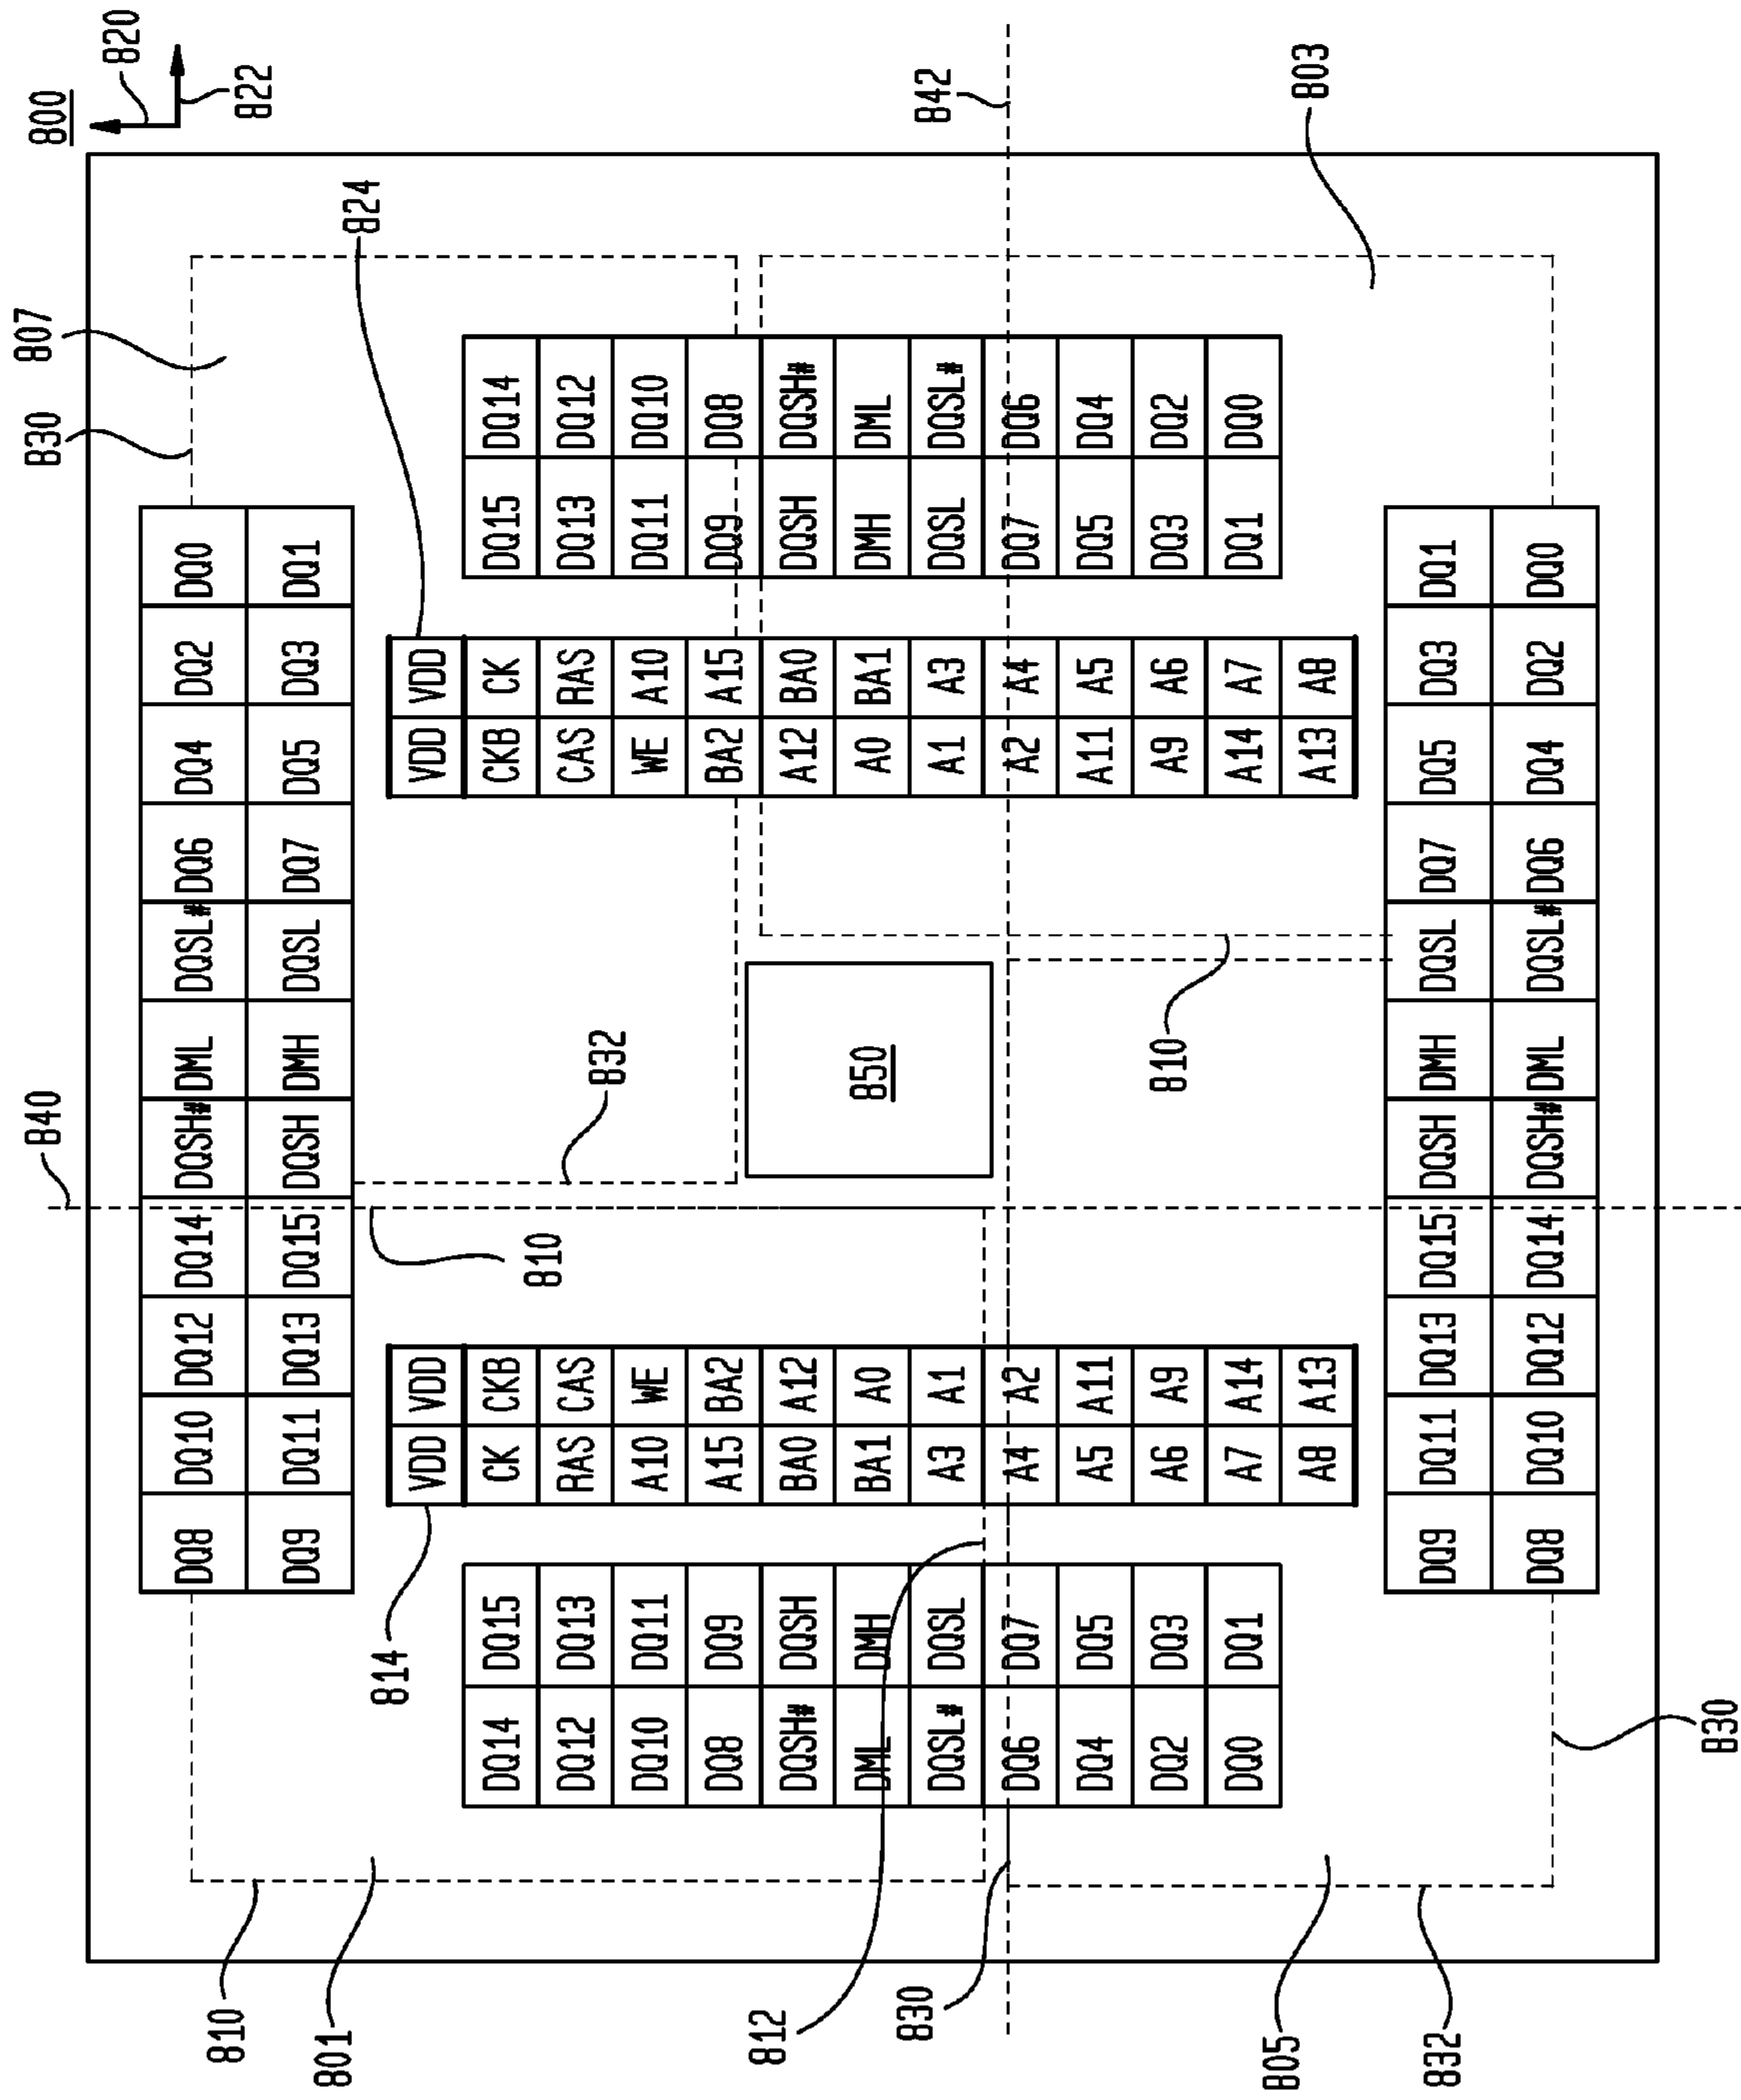 840 830 807 800
820
DQ8 DQ10 DQ12 DQ14 DQSH# DML DQSL# DQ6 DQ4 DQ2 DQ0
810
822
DQ9 DQ11 DQ13 DQ15 DQSH DMH DQSL DQ7 DQ5 DQ3 DQ1
801
824
814
VDD VDD VDD VDD
DQ14 DQ15 CK CKB CKB CK DQ15 DQ14
810
DQ12 DQ13 RAS CAS CAS RAS DQ13 DQ12
832
DQ10 DQ11 A10 WE WE A10 DQ11 DQ10
DQ8 DQ9 A15 BA2 BA2 A15 DQ9 DQ8
812
DQSH# DQSH BA0 A12 A12 BA0 DQSH DQSH#
DML DMH BA1 A0 850 A0 BA1 DMH DML
830 842
DQSL# DQSL A3 A1 A1 A3 DQSL DQSL#
DQ6 DQ7 A4 A2 A2 A4 DQ7 DQ6
DQ4 DQ5 A5 A11 A11 A5 DQ5 DQ4
DQ2 DQ3 A6 A9 810 A9 A6 DQ3 DQ2
DQ0 DQ1 A7 A14 A14 A7 DQ1 DQ0
805 803
A8 A13 A13 A8
832 DQ9 DQ11 DQ13 DQ15 DQSH DMH DQSL DQ7 DQ5 DQ3 DQ1
DQ8 DQ10 DQ12 DQ14 DQSH# DML DQSL# DQ6 DQ4 DQ2 DQ0
830